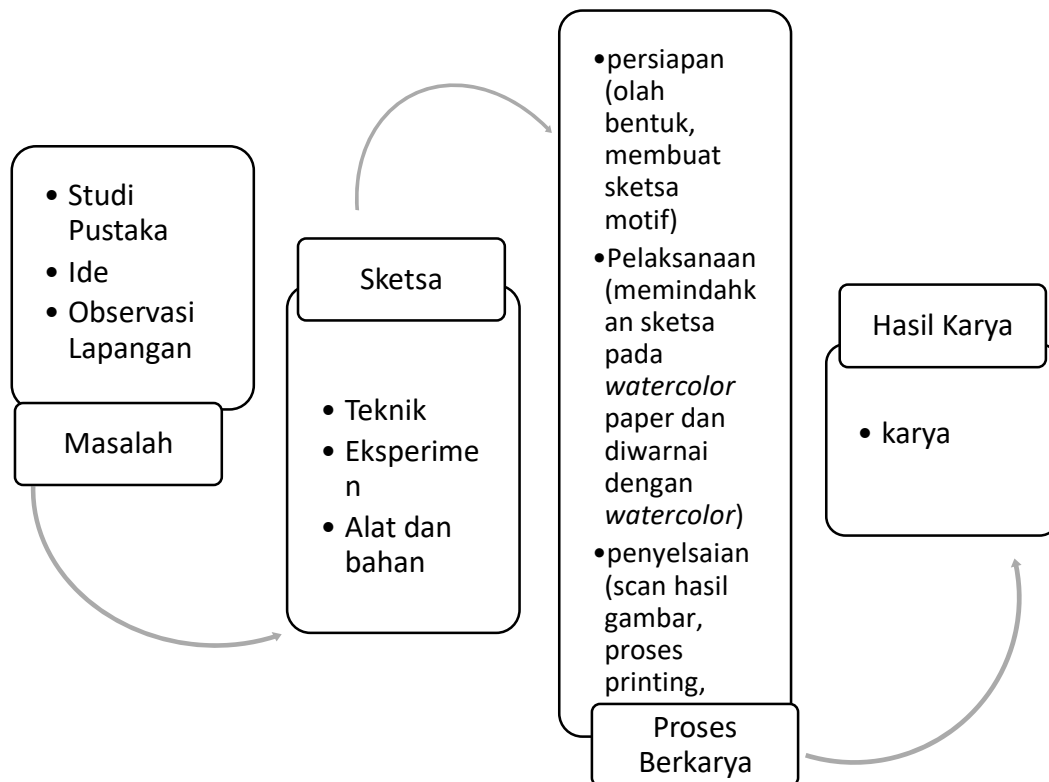 • Studi
Pustaka
• Ide
• Observasi
Lapangan
Masalah
Sketsa
• Teknik
• Eksperime
n
• Alat dan
bahan
•persiapan
(olah
bentuk,
membuat
sketsa
motif)
•Pelaksanaan
(memindahk
an sketsa
pada
watercolor
paper dan
diwarnai
dengan
watercolor)
•penyelsaian
(scan hasil
gambar,
proses
printing,
Proses
Berkarya
Hasil Karya
• karya